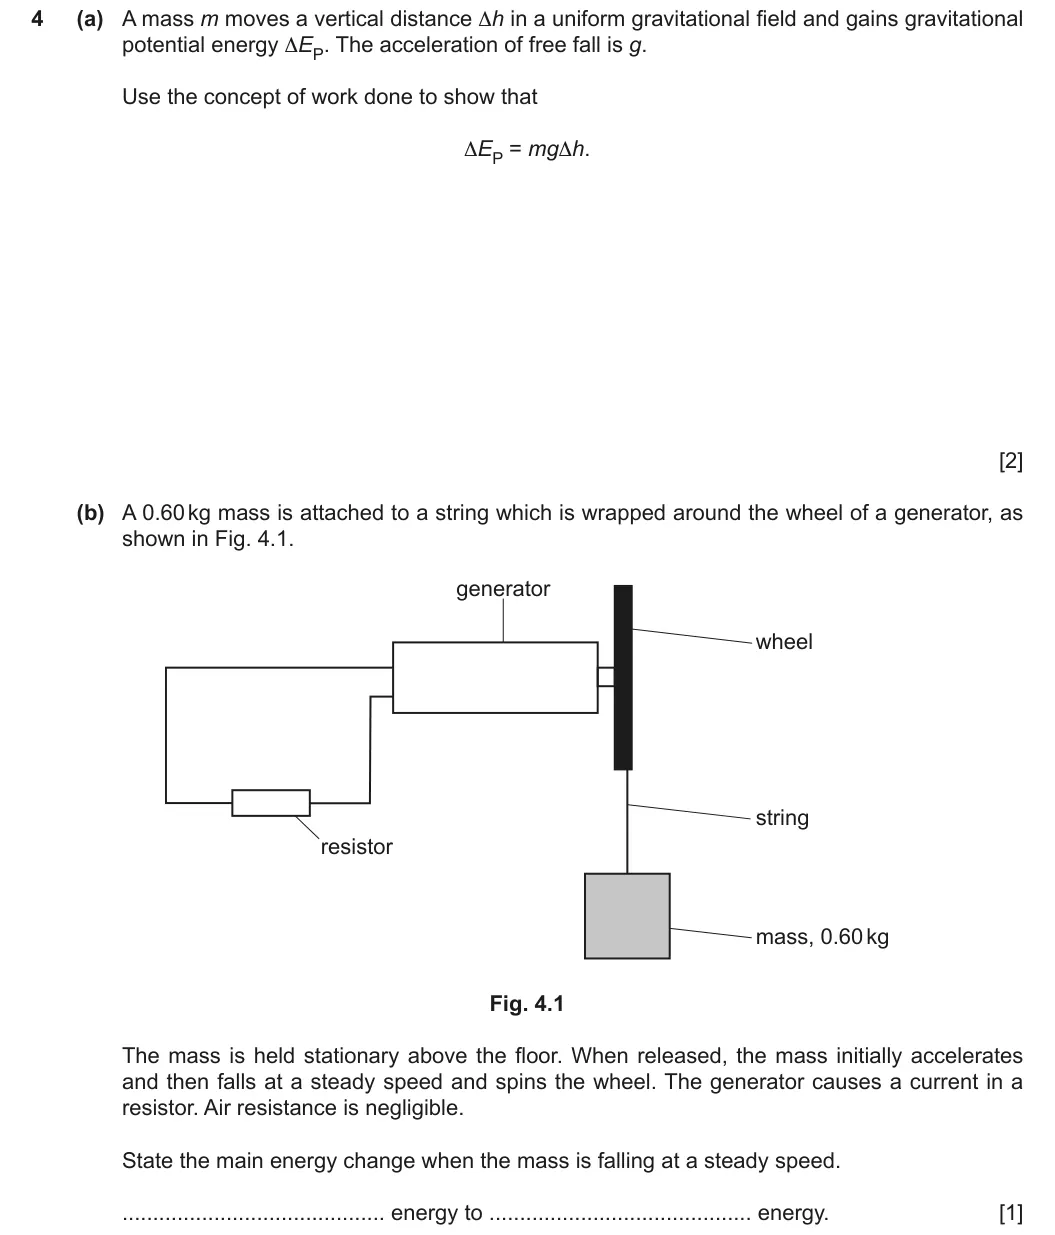 4 (a) A mass m moves a vertical distance Δh in a uniform gravitational field and gains gravitational
potential energy ΔEP. The acceleration of free fall is g.
Use the concept of work done to show that
ΔEP = mgΔh.
[2]
(b) A 0.60 kg mass is attached to a string which is wrapped around the wheel of a generator, as
shown in Fig. 4.1.
generator
wheel
string
resistor
mass, 0.60 kg
Fig. 4.1
The mass is held stationary above the floor. When released, the mass initially accelerates
and then falls at a steady speed and spins the wheel. The generator causes a current in a
resistor. Air resistance is negligible.
State the main energy change when the mass is falling at a steady speed.
........................................... energy to ........................................... energy. [1]